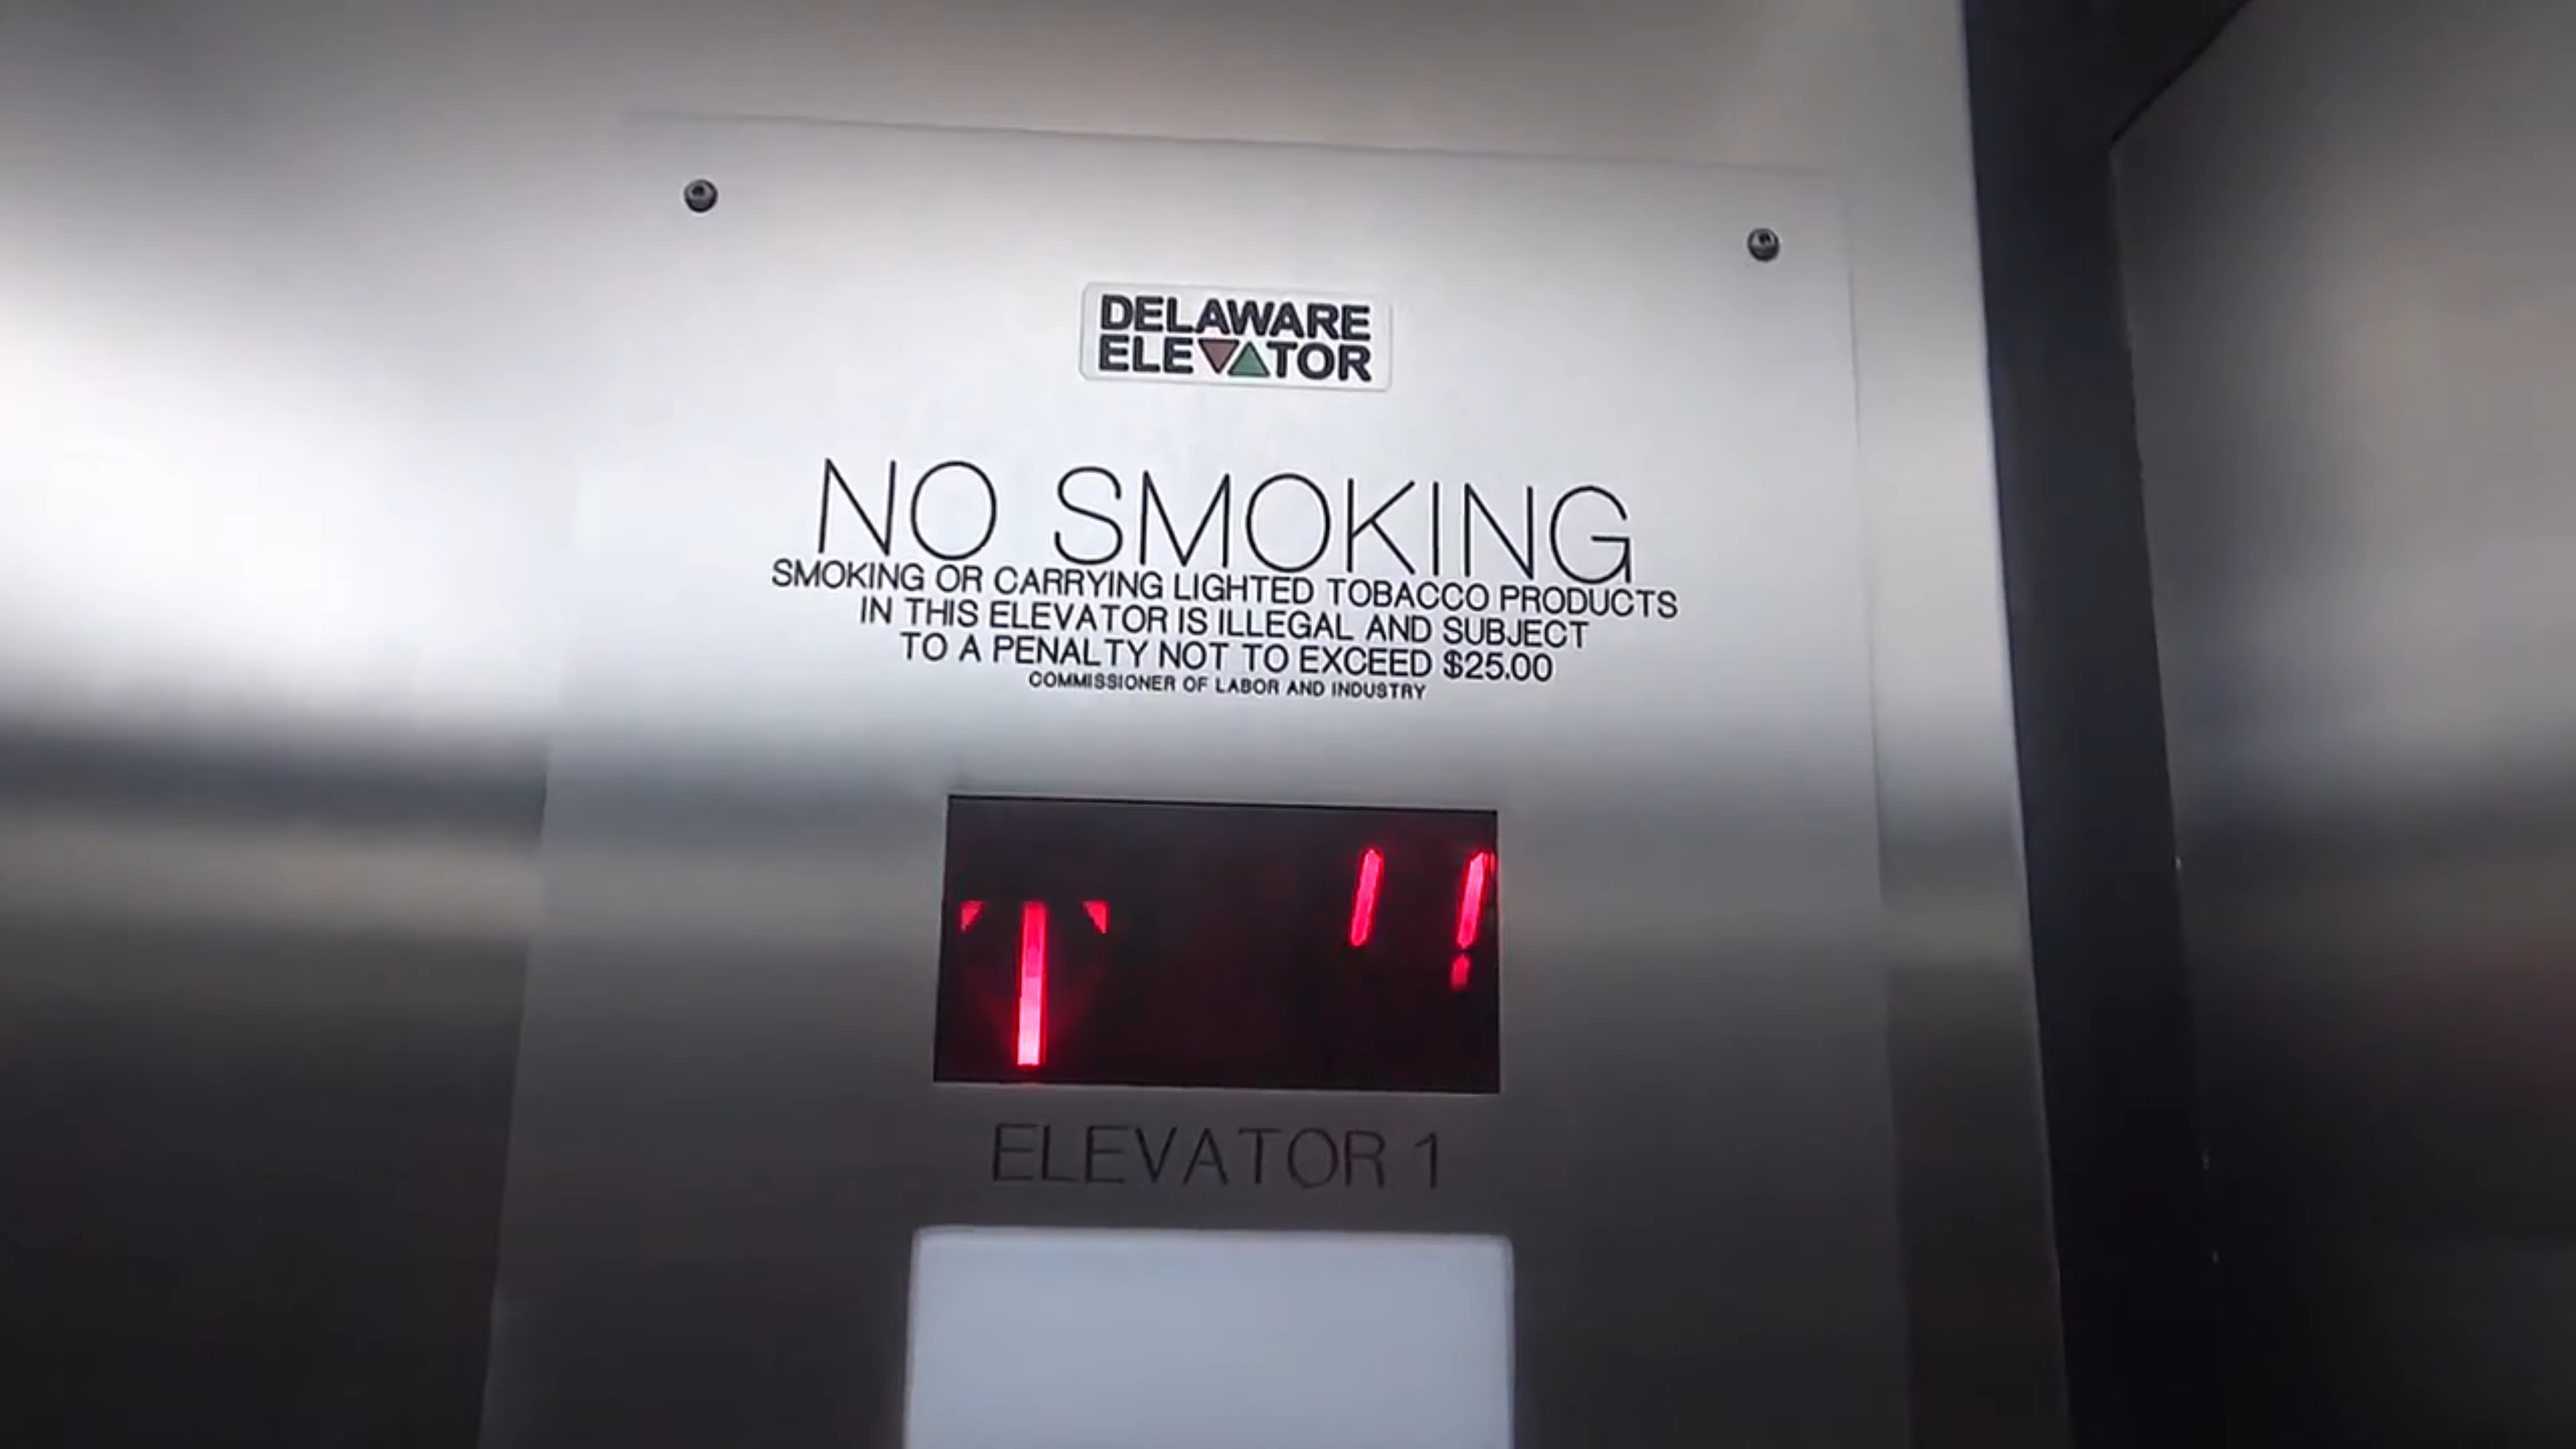 DELAWARE
ELEVATOR
NO SMOKING
SMOKING OR CARRYING LIGHTED TOBACCO PRODUCTS
IN THIS ELEVATOR IS ILLEGAL AND SUBJECT
TO A PENALTY NOT TO EXCEED $25.00
COMMISSIONER OF LABOR AND INDUSTRY
ELEVATOR 1